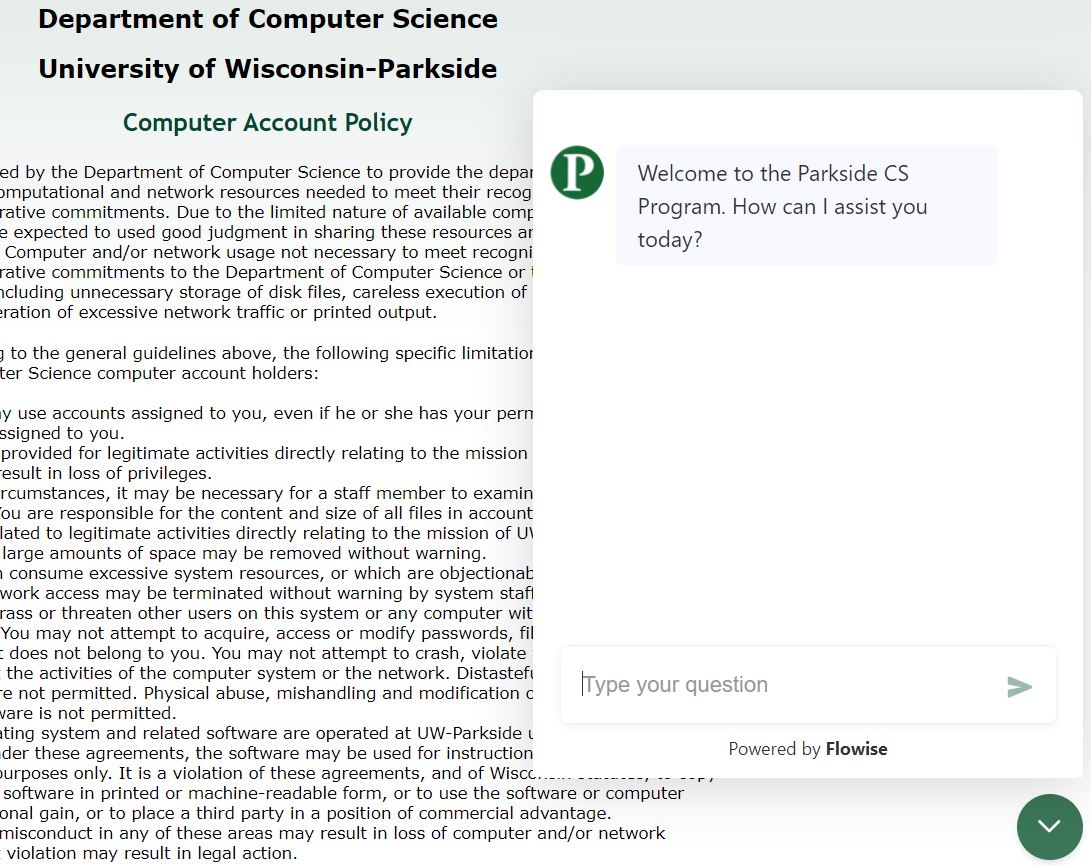 Department of Computer Science
University of Wisconsin-Parkside
Computer Account Policy
ed by the Department of Computer Science to provide the depar
omputational and network resources needed to meet their recog
rative commitments. Due to the limited nature of available comp
e expected to used good judgment in sharing these resources an
Computer and/or network usage not necessary to meet recogni
rative commitments to the Department of Computer Science or
ncluding unnecessary storage of disk files, careless execution of
eration of excessive network traffic or printed output.
g to the general guidelines above, the following specific limitation
ter Science computer account holders:
y use accounts assigned to you, even if he or she has your perm
ssigned to you.
provided for legitimate activities directly relating to the mission
result in loss of privileges.
rcumstances, it may be necessary for a staff member to examin
You are responsible for the content and size of all files in account
lated to legitimate activities directly relating to the mission of UW
large amounts of space may be removed without warning.
n consume excessive system resources, or which are objectionab
work access may be terminated without warning by system staff
rass or threaten other users on this system or any computer wit
You may not attempt to acquire, access or modify passwords, fil
t does not belong to you. You may not attempt to crash, violate
t the activities of the computer system or the network. Distastefu
re not permitted. Physical abuse, mishandling and modification o
ware is not permitted.
ating system and related software are operated at UW-Parkside u
der these agreements, the software may be used for instruction
purposes only. It is a violation of these agreements, and of Wisconsin statutes, to copy
software in printed or machine-readable form, or to use the software or computer
onal gain, or to place a third party in a position of commercial advantage.
misconduct in any of these areas may result in loss of computer and/or network
violation may result in legal action.
P
Welcome to the Parkside CS
Program. How can I assist you
today?
Type your question
Powered by Flowise